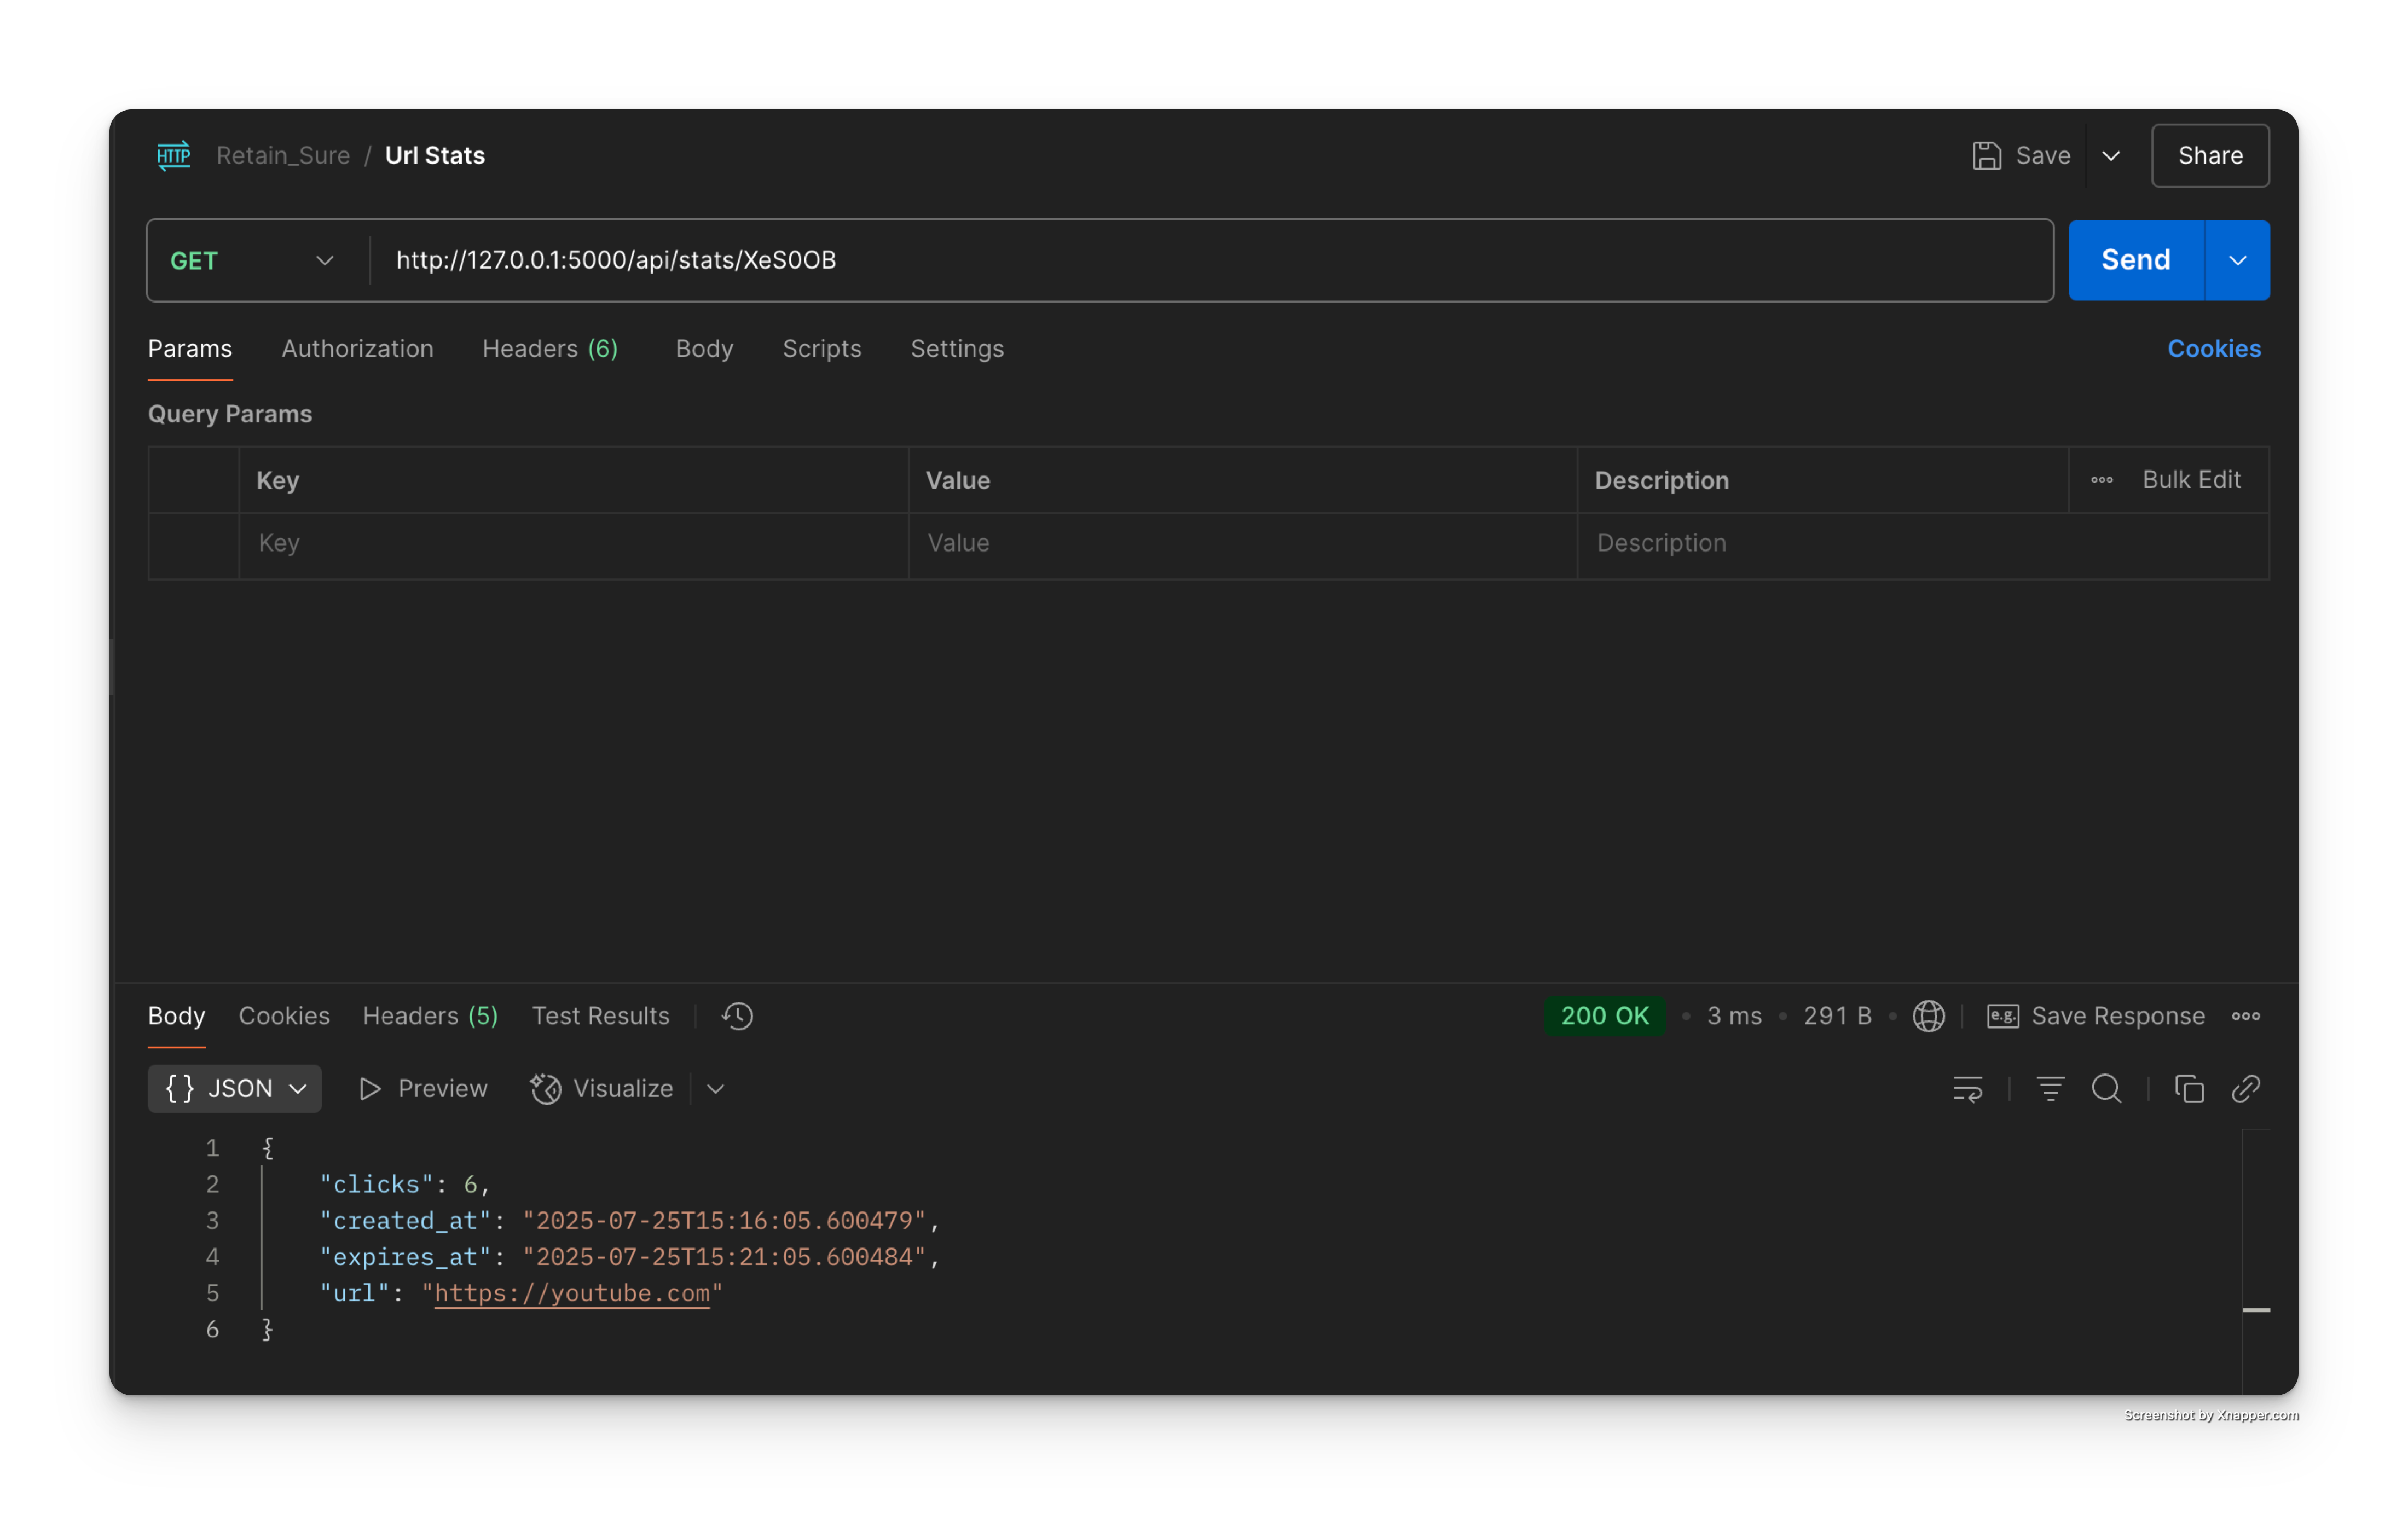 HTTP Retain_Sure / Url Stats Save Share
GET http://127.0.0.1:5000/api/stats/XeS0OB Send
Params Authorization Headers (6) Body Scripts Settings Cookies
Query Params
Key Value Description Bulk Edit
Key Value Description
Body Cookies Headers (5) Test Results 200 OK • 3 ms • 291 B • e.g. Save Response
{} JSON Preview Visualize
1 {
2 "clicks": 6,
3 "created_at": "2025-07-25T15:16:05.600479",
4 "expires_at": "2025-07-25T15:21:05.600484",
5 "url": "https://youtube.com"
6 }
Screenshot by Xnapper.com